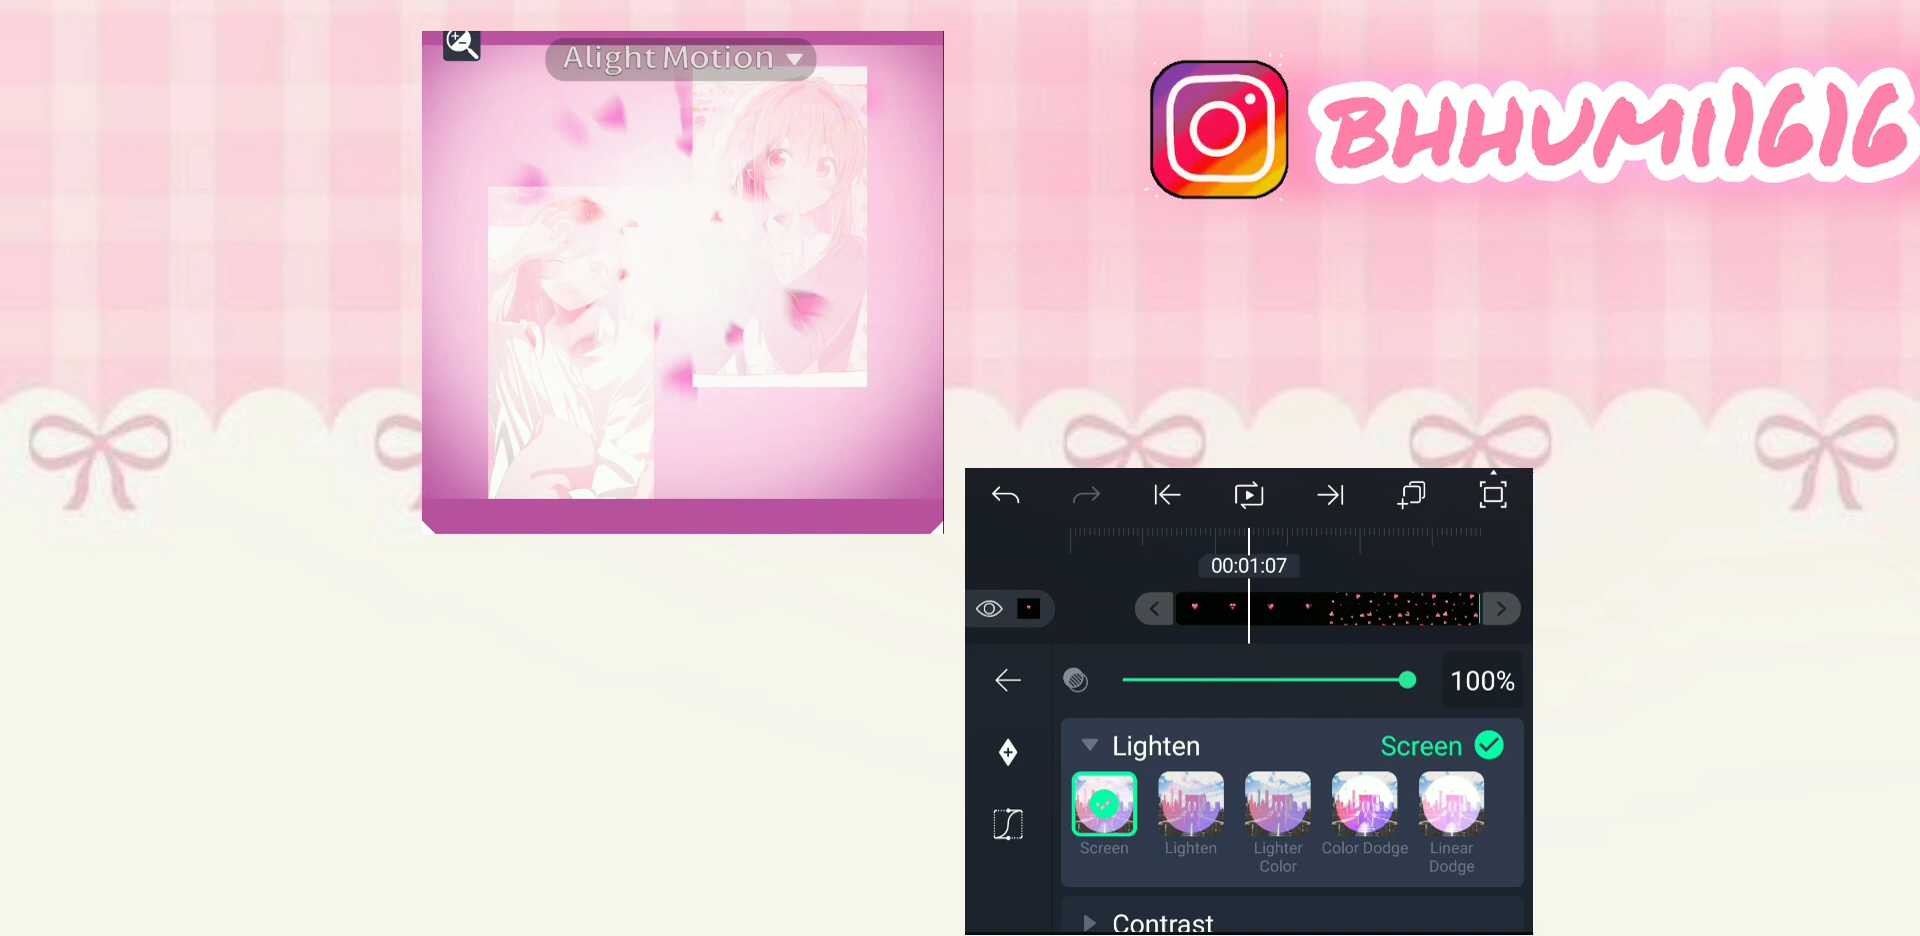 Alight Motion
BHHUMI1616
00:01:07
100%
Lighten
Screen
Screen
Lighten
Lighter
Color
Color Dodge
Linear
Dodge
Contrast